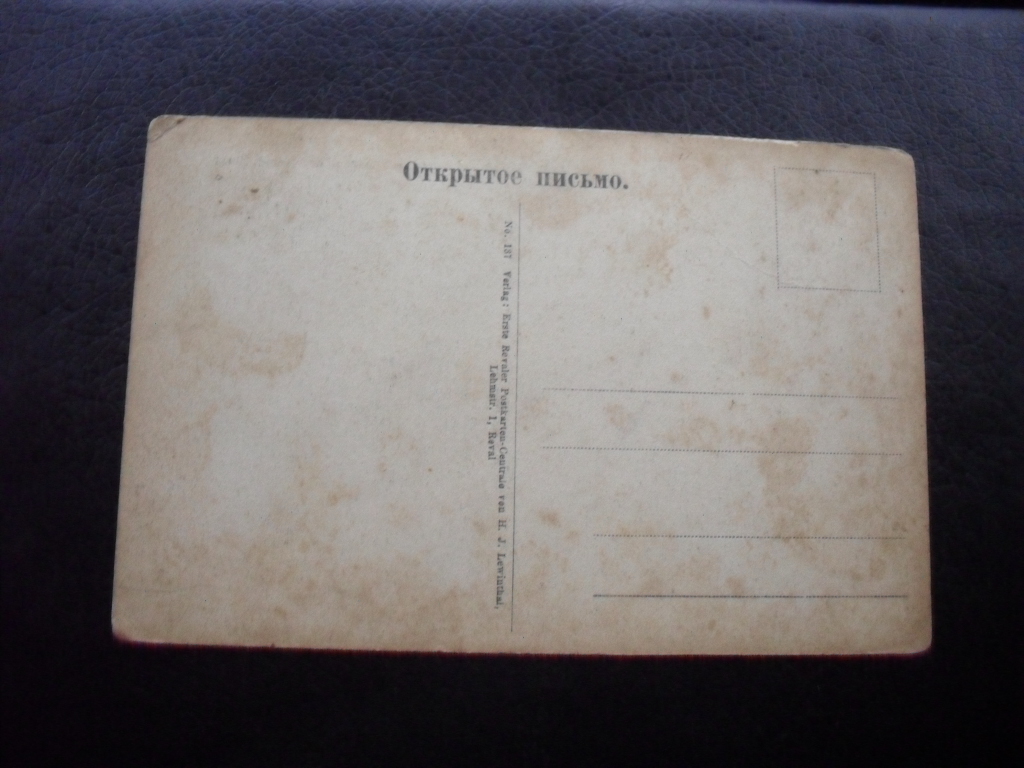 Открытое письмо.
No. 137 Verlag: Erste Revaler Postkarten-Centrale von H. J. Lewinthal,
Lehmstr. 1, Reval